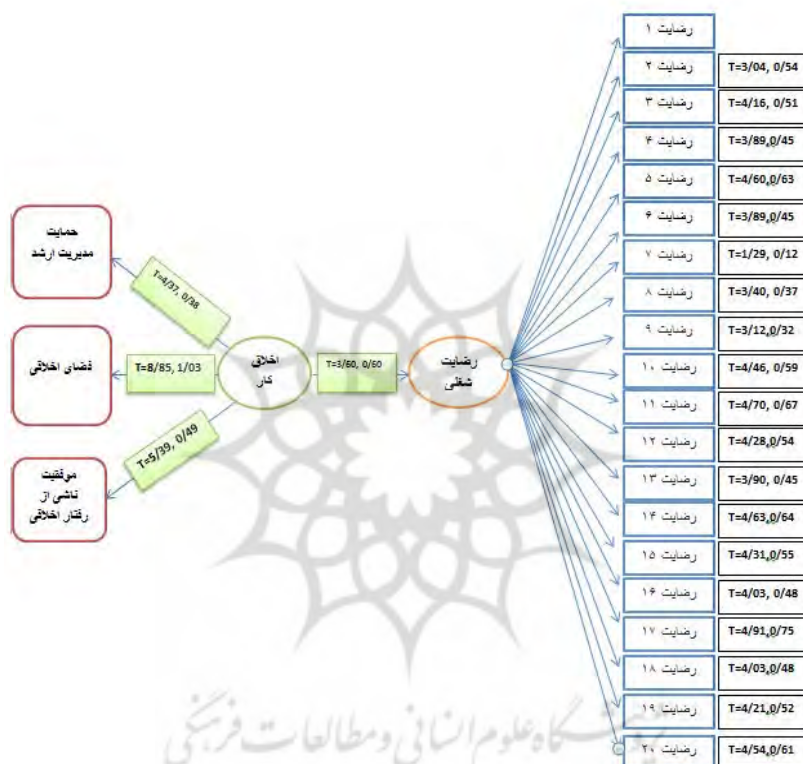 رضایت ۱
رضایت ۲ T=3/04, 0/54
رضایت ۳ T=4/16, 0/51
رضایت ۴ T=3/89,0/45
رضایت ۵ T=4/60,0/63
رضایت ۶ T=3/89,0/45
رضایت ۷ T=1/29, 0/12
رضایت ۸ T=3/40, 0/37
رضایت ۹ T=3/12,0/32
رضایت ۱۰ T=4/46, 0/59
رضایت ۱۱ T=4/70, 0/67
رضایت ۱۲ T=4/28,0/54
رضایت ۱۳ T=3/90, 0/45
رضایت ۱۴ T=4/63,0/64
رضایت ۱۵ T=4/31,0/55
رضایت ۱۶ T=4/03, 0/48
رضایت ۱۷ T=4/91,0/75
رضایت ۱۸ T=4/03,0/48
رضایت ۱۹ T=4/21,0/52
رضایت ۲۰ T=4/54,0/61
رضایت
شغلی
T=3/60, 0/60
اخلاق
کار
T=4/37, 0/38
T=8/85, 1/03
T=5/39, 0/49
حمایت
مدیریت ارشد
فضای اخلاقی
موفقیت
ناشی از
رفتار اخلاقی
پژوهشگاه علوم انسانی و مطالعات فرهنگی